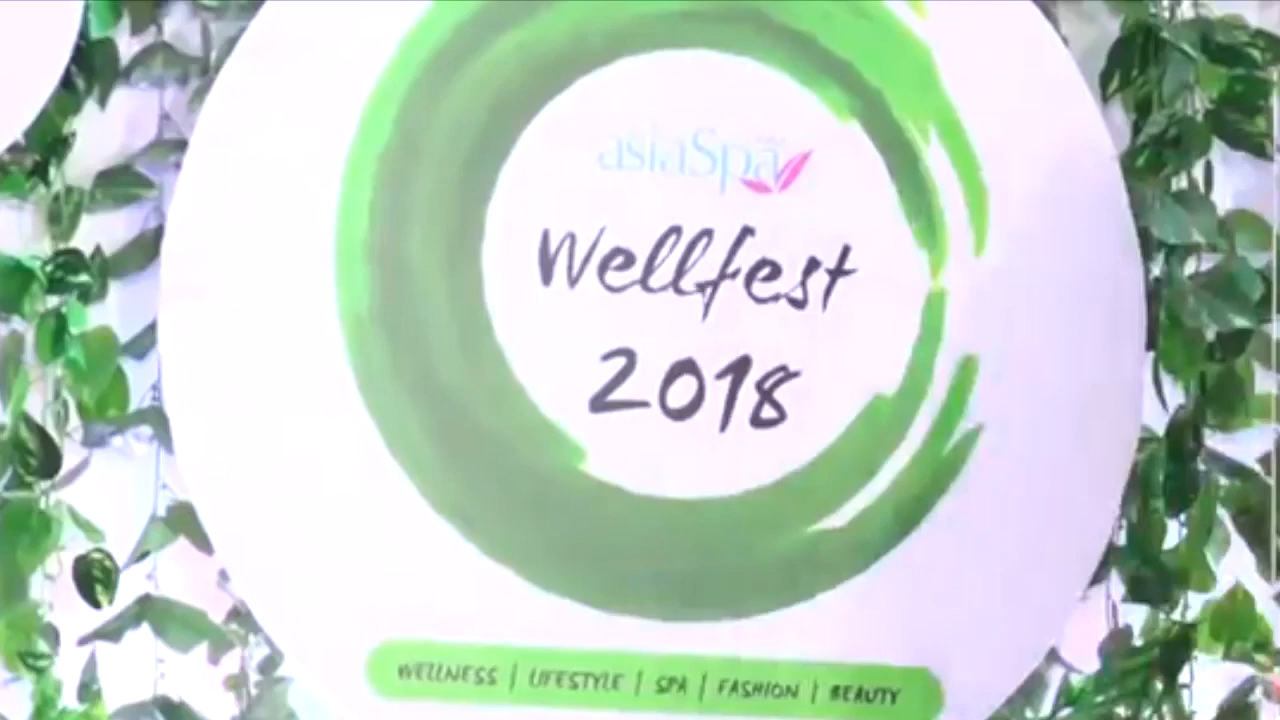 asiaSpa
Wellfest
2018
WELLNESS | LIFESTYLE | SPA | FASHION | BEAUTY